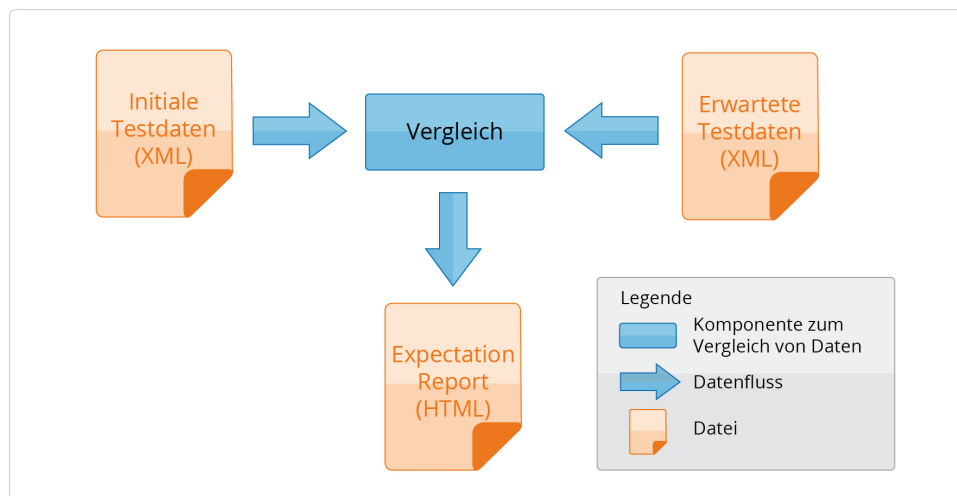 Initiale
Testdaten
(XML)
Vergleich
Erwartete
Testdaten
(XML)
Expectation
Report
(HTML)
Legende
Komponente zum
Vergleich von Daten
Datenfluss
Datei